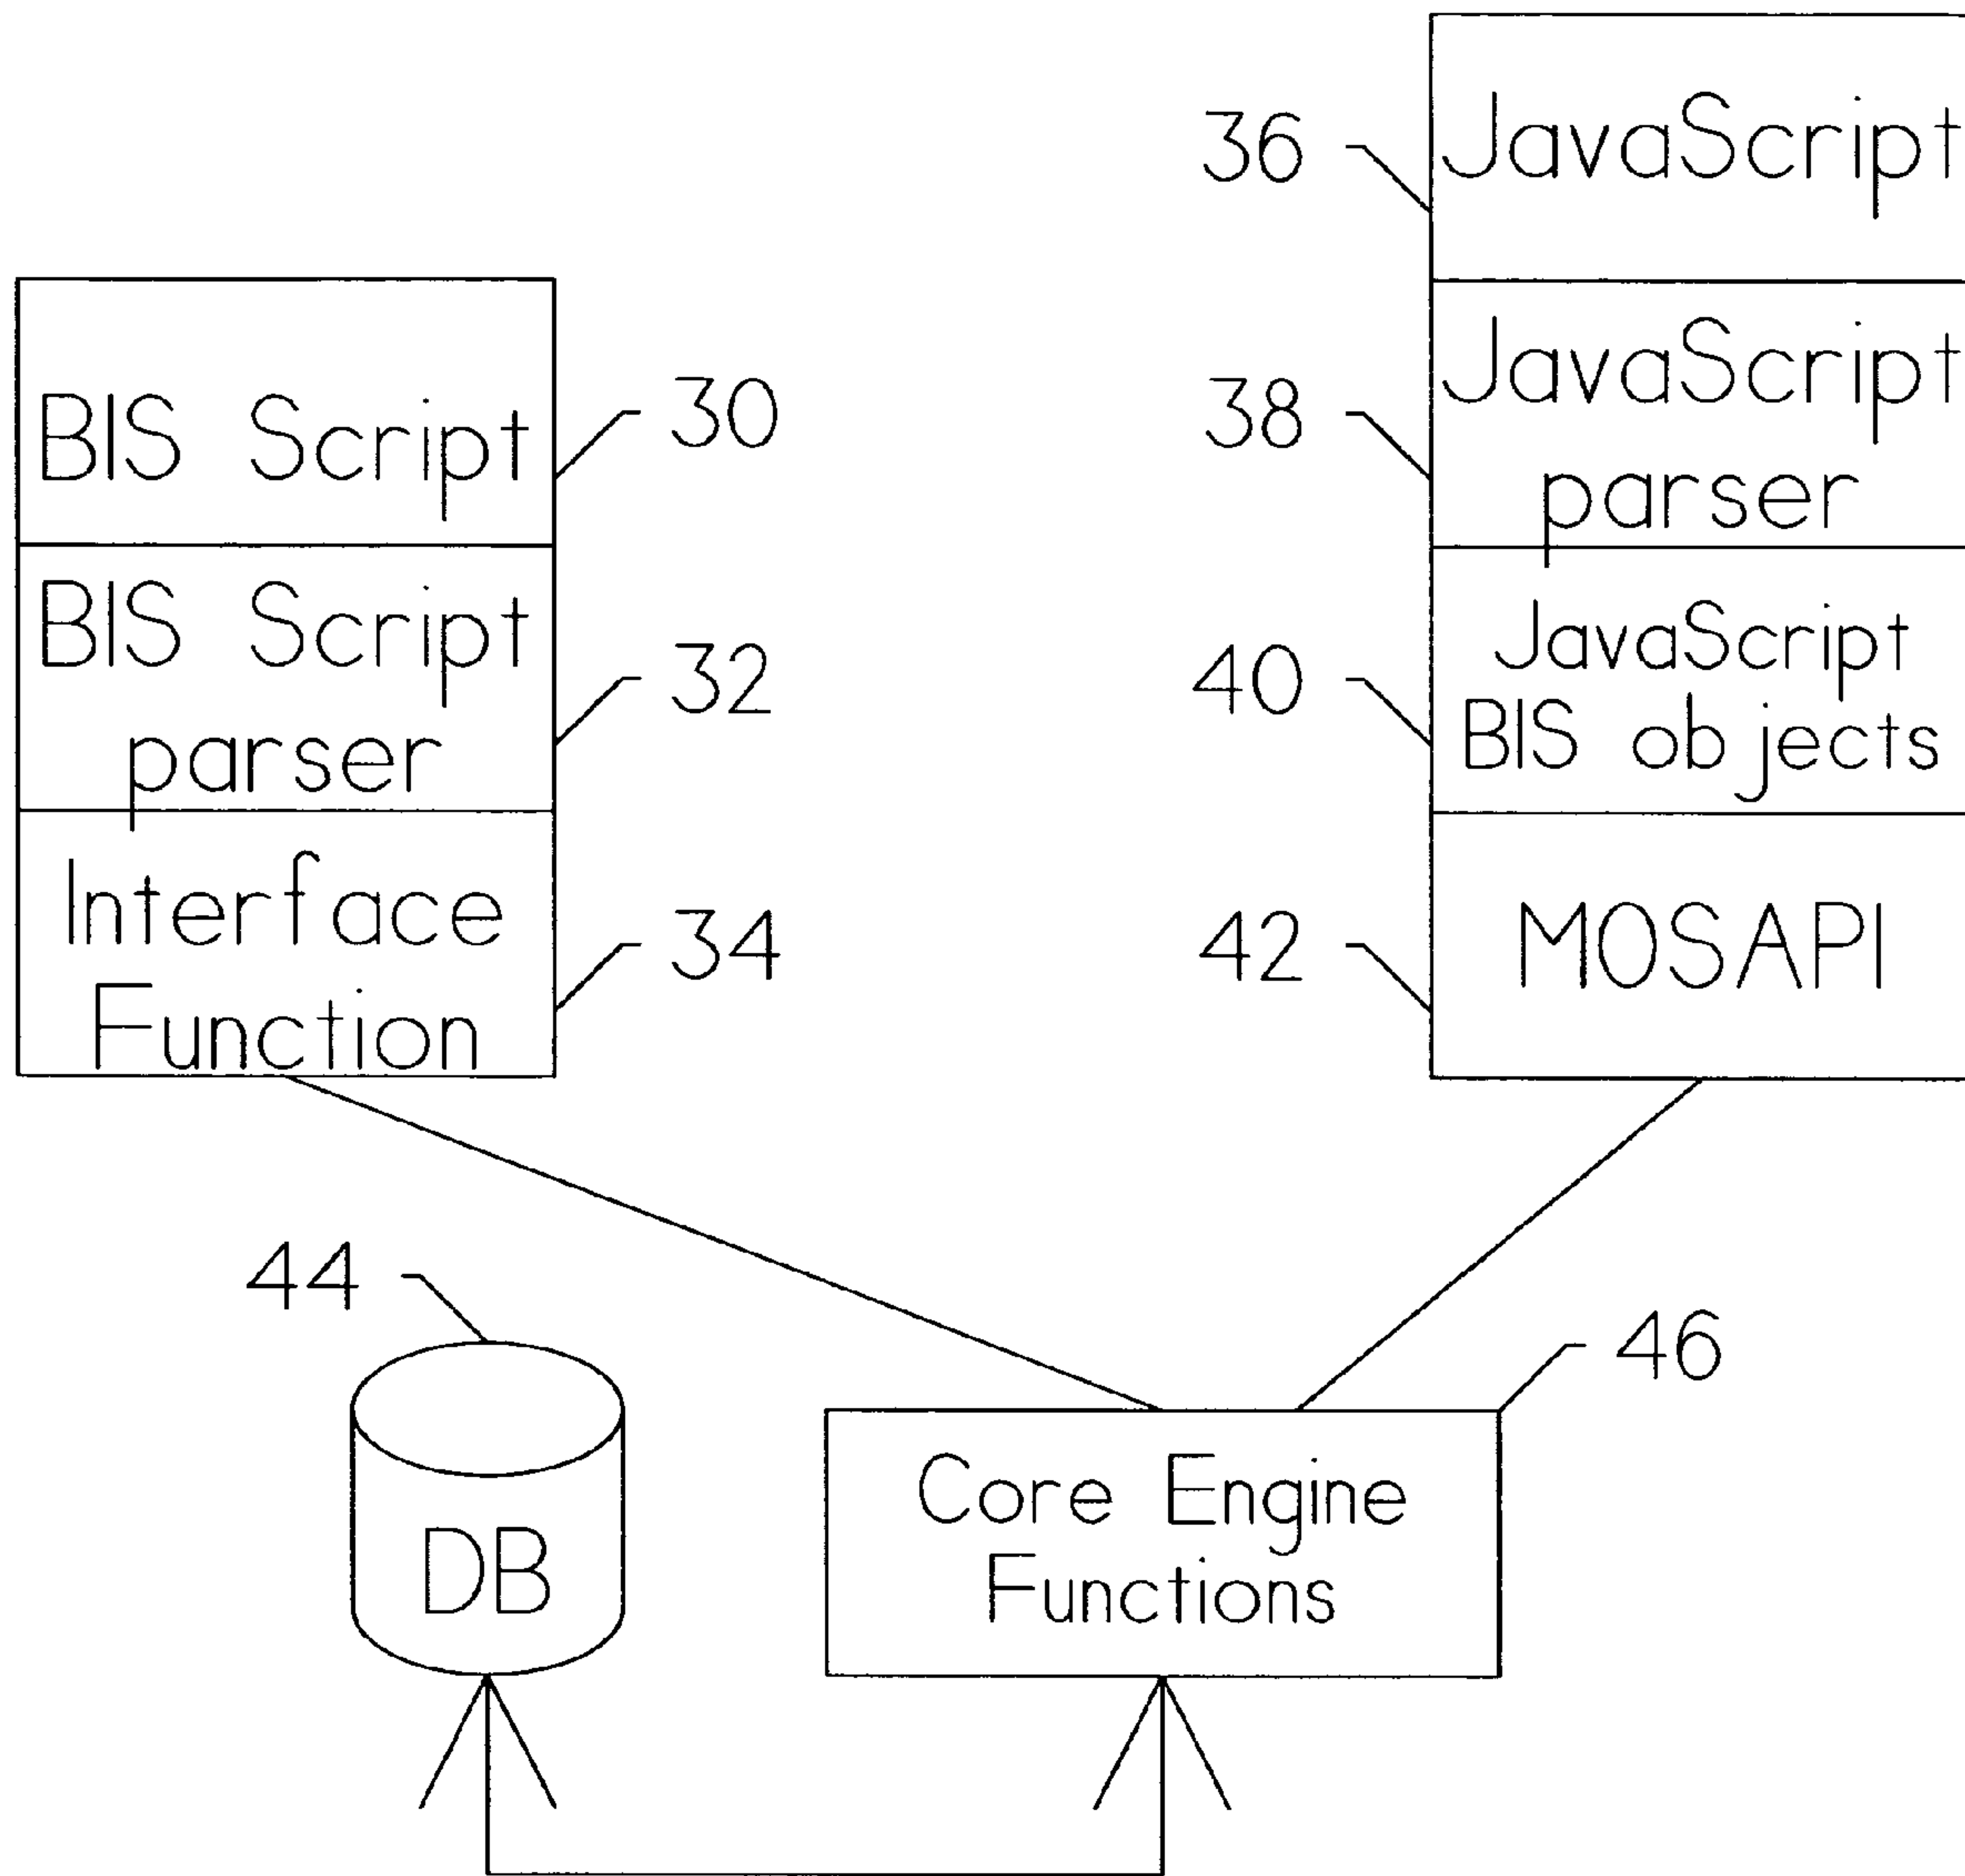 36
JavaScript
38
JavaScript
parser
40
JavaScript
BIS objects
42
MOSAPI
BIS Script
30
BIS Script
parser
32
Interface
Function
34
44
DB
46
Core Engine
Functions